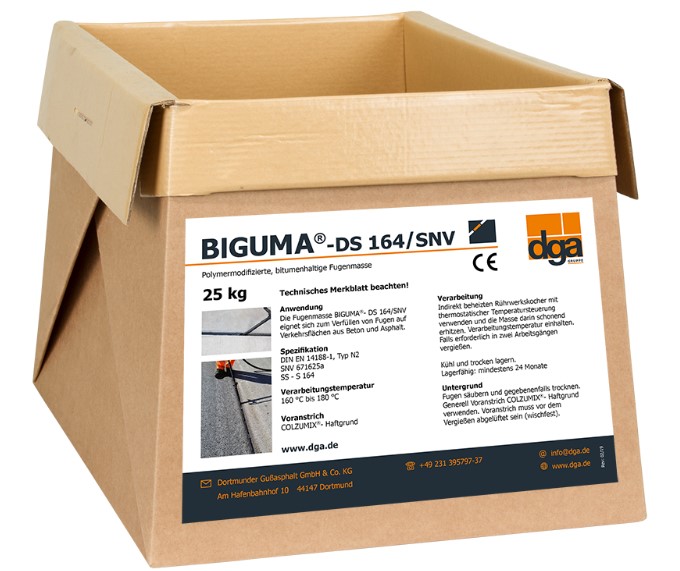 BIGUMA®-DS 164/SNV
dga
GRUPPE
CE
Polymermodifizierte, bitumenhaltige Fugenmasse
25 kg
Technisches Merkblatt beachten!
Anwendung
Die Fugenmasse BIGUMA®- DS 164/SNV
eignet sich zum Verfüllen von Fugen auf
Verkehrsflächen aus Beton und Asphalt.
Spezifikation
DIN EN 14188-1, Typ N2
SNV 671625a
SS - S 164
Verarbeitungstemperatur
160 °C bis 180 °C
Voranstrich
COLZUMIX®- Haftgrund
www.dga.de
Verarbeitung
Indirekt beheizten Rührwerkskocher mit
thermostatischer Temperatursteuerung
verwenden und die Masse darin schonend
erhitzen. Verarbeitungstemperatur einhalten.
Falls erforderlich in zwei Arbeitsgängen
vergießen.
Kühl und trocken lagern.
Lagerfähig: mindestens 24 Monate
Untergrund
Fugen säubern und gegebenenfalls trocknen.
Generell Voranstrich COLZUMIX®- Haftgrund
verwenden. Voranstrich muss vor dem
Vergießen abgelüftet sein (wischfest).
Dortmunder Gußasphalt GmbH & Co. KG
Am Hafenbahnhof 10 44147 Dortmund
+49 231 395797-37
info@dga.de
www.dga.de